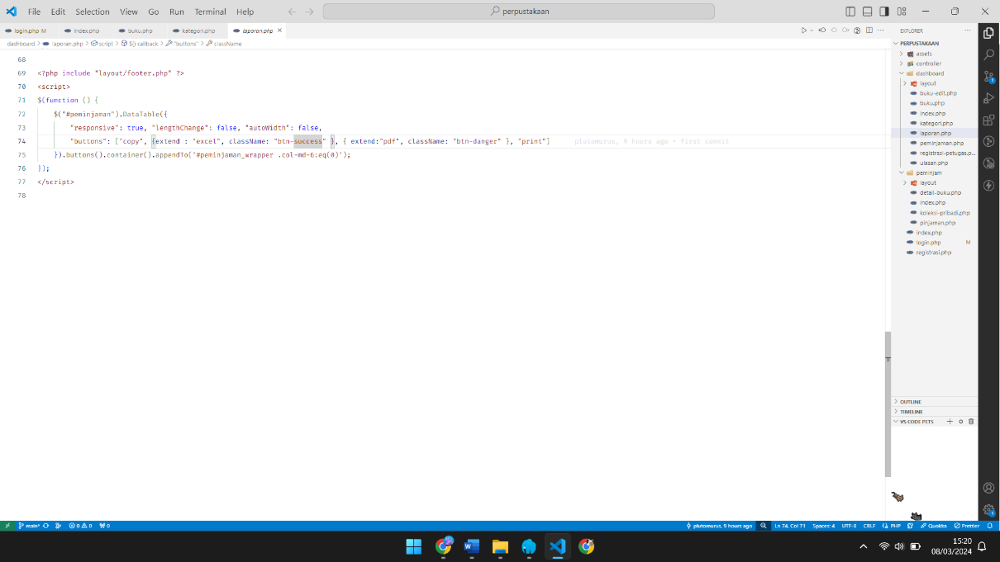 File Edit Selection View Go Run Terminal Help
perpustakaan
login.php M index.php buku.php kategori.php laporan.php
dashboard > laporan.php > script > callback > "buttons" > className
68
69 <?php include "layout/footer.php" ?>
70 <script>
71 $(function () {
72 $("#peminjaman").DataTable({
73 "responsive": true, "lengthChange": false, "autoWidth": false,
74 "buttons": ["copy", {extend : "excel", className: "btn-success" }, { extend:"pdf", className: "btn-danger" }, "print"] plutomurus, 9 hours ago • first commit
75 }).buttons().container().appendTo('#peminjaman_wrapper .col-md-6:eq(0)');
76 });
77 </script>
78
EXPLORER
PERPUSTAKAAN
assets
controller
dashboard
layout
buku-edit.php
buku.php
index.php
kategori.php
laporan.php
peminjaman.php
registrasi-petugas.p...
ulasan.php
peminjam
layout
detail-buku.php
index.php
koleksi-pribadi.php
pinjaman.php
index.php
login.php M
registrasi.php
OUTLINE
TIMELINE
VS CODE PETS
main* 0 0 0 plutomurus, 9 hours ago Ln 74, Col 71 Spaces: 4 UTF-8 CRLF PHP Quokka Prettier
15:20
08/03/2024